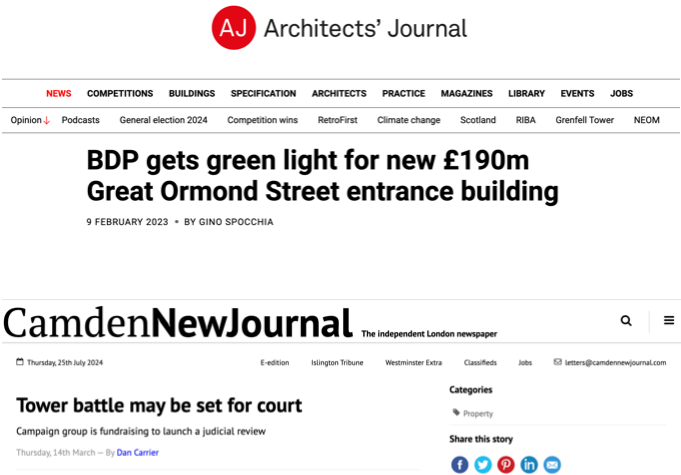 AJ Architects' Journal
NEWS COMPETITIONS BUILDINGS SPECIFICATION ARCHITECTS PRACTICE MAGAZINES LIBRARY EVENTS JOBS
Opinion↓ Podcasts General election 2024 Competition wins RetroFirst Climate change Scotland RIBA Grenfell Tower NEOM
BDP gets green light for new £190m
Great Ormond Street entrance building
9 FEBRUARY 2023 • BY GINO SPOCCHIA
CamdenNewJournal The independent London newspaper
Thursday, 25th July 2024 E-edition Islington Tribune Westminster Extra Classifieds Jobs letters@camdennewjournal.com
Tower battle may be set for court
Campaign group is fundraising to launch a judicial review
Thursday, 14th March — By Dan Carrier
Categories
Property
Share this story